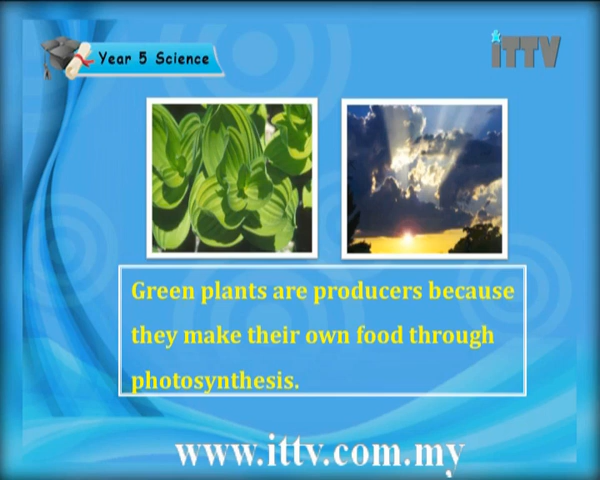 Year 5 Science
iTTV
Green plants are producers because
they make their own food through
photosynthesis.
www.ittv.com.my